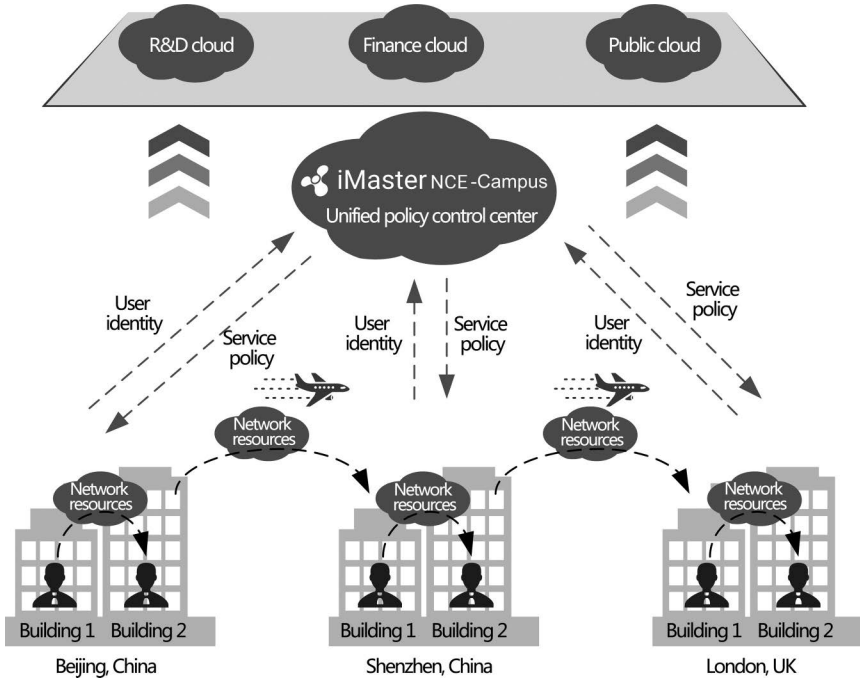 R&D cloud
Finance cloud
Public cloud
iMaster NCE-Campus
Unified policy control center
User
identity
Service
policy
User
identity
Service
policy
User
identity
Service
policy
Network
resources
Network
resources
Network
resources
Network
resources
Network
resources
Building 1
Building 2
Building 1
Building 2
Building 1
Building 2
Beijing, China
Shenzhen, China
London, UK